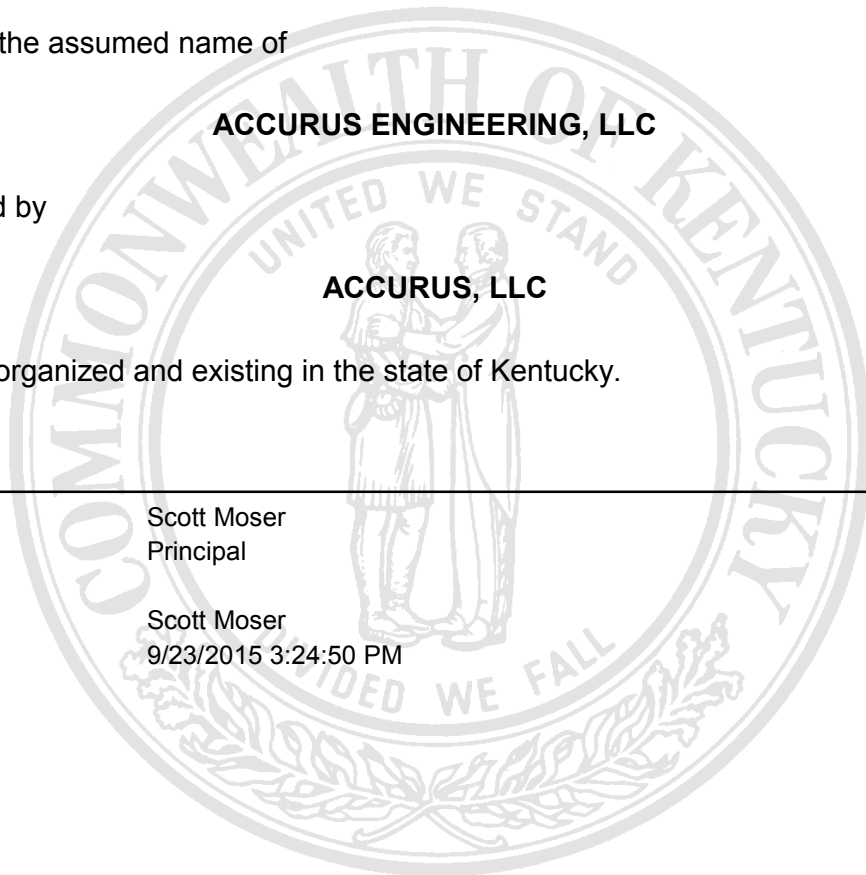 the assumed name of
ACCURUS ENGINEERING, LLC
d by
ACCURUS, LLC
organized and existing in the state of Kentucky.
Scott Moser
Principal
Scott Moser
9/23/2015 3:24:50 PM
COMMONWEALTH OF KENTUCKY
UNITED WE STAND
DIVIDED WE FALL